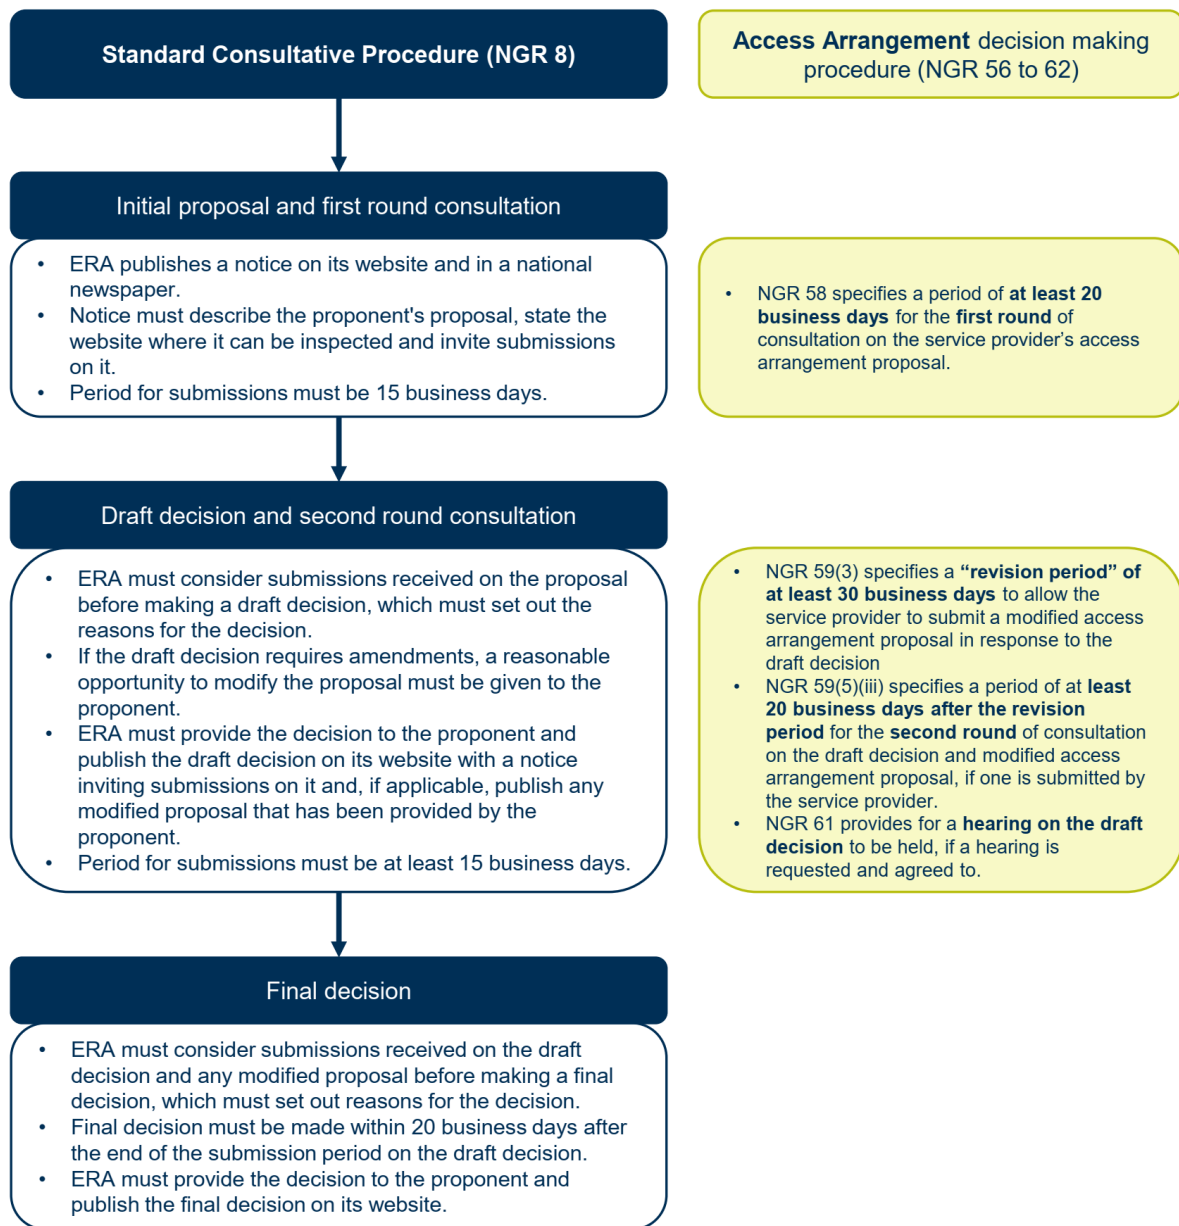 Standard Consultative Procedure (NGR 8)
Access Arrangement decision making
procedure (NGR 56 to 62)
Initial proposal and first round consultation
• ERA publishes a notice on its website and in a national
newspaper.
• Notice must describe the proponent's proposal, state the
website where it can be inspected and invite submissions
on it.
• Period for submissions must be 15 business days.
• NGR 58 specifies a period of at least 20
business days for the first round of
consultation on the service provider’s access
arrangement proposal.
Draft decision and second round consultation
• ERA must consider submissions received on the proposal
before making a draft decision, which must set out the
reasons for the decision.
• If the draft decision requires amendments, a reasonable
opportunity to modify the proposal must be given to the
proponent.
• ERA must provide the decision to the proponent and
publish the draft decision on its website with a notice
inviting submissions on it and, if applicable, publish any
modified proposal that has been provided by the
proponent.
• Period for submissions must be at least 15 business days.
• NGR 59(3) specifies a “revision period” of
at least 30 business days to allow the
service provider to submit a modified access
arrangement proposal in response to the
draft decision
• NGR 59(5)(iii) specifies a period of at least
20 business days after the revision
period for the second round of consultation
on the draft decision and modified access
arrangement proposal, if one is submitted by
the service provider.
• NGR 61 provides for a hearing on the draft
decision to be held, if a hearing is
requested and agreed to.
Final decision
• ERA must consider submissions received on the draft
decision and any modified proposal before making a final
decision, which must set out reasons for the decision.
• Final decision must be made within 20 business days after
the end of the submission period on the draft decision.
• ERA must provide the decision to the proponent and
publish the final decision on its website.